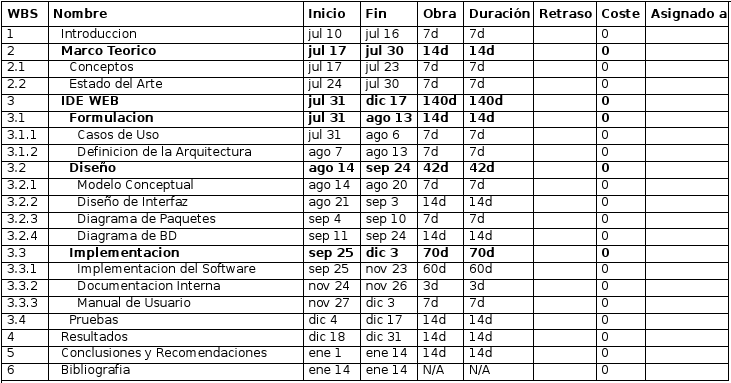 WBS Nombre Inicio Fin Obra Duración Retraso Coste Asignado a
1 Introduccion jul 10 jul 16 7d 7d 0
2 Marco Teorico jul 17 jul 30 14d 14d 0
2.1 Conceptos jul 17 jul 23 7d 7d 0
2.2 Estado del Arte jul 24 jul 30 7d 7d 0
3 IDE WEB jul 31 dic 17 140d 140d 0
3.1 Formulacion jul 31 ago 13 14d 14d 0
3.1.1 Casos de Uso jul 31 ago 6 7d 7d 0
3.1.2 Definicion de la Arquitectura ago 7 ago 13 7d 7d 0
3.2 Diseño ago 14 sep 24 42d 42d 0
3.2.1 Modelo Conceptual ago 14 ago 20 7d 7d 0
3.2.2 Diseño de Interfaz ago 21 sep 3 14d 14d 0
3.2.3 Diagrama de Paquetes sep 4 sep 10 7d 7d 0
3.2.4 Diagrama de BD sep 11 sep 24 14d 14d 0
3.3 Implementacion sep 25 dic 3 70d 70d 0
3.3.1 Implementacion del Software sep 25 nov 23 60d 60d 0
3.3.2 Documentacion Interna nov 24 nov 26 3d 3d 0
3.3.3 Manual de Usuario nov 27 dic 3 7d 7d 0
3.4 Pruebas dic 4 dic 17 14d 14d 0
4 Resultados dic 18 dic 31 14d 14d 0
5 Conclusiones y Recomendaciones ene 1 ene 14 14d 14d 0
6 Bibliografia ene 14 ene 14 N/A N/A 0